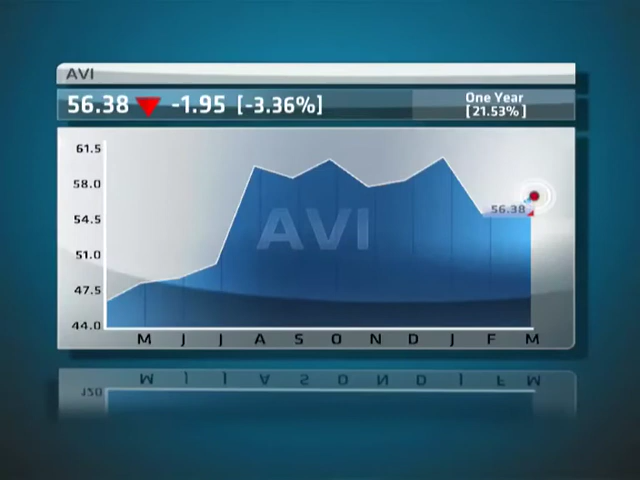 AVI
56.38 -1.95 [-3.36%]
One Year
[21.53%]
61.5
58.0
54.5
51.0
47.5
44.0
AVI
56.38
M J J A S O N D J F M
M J J A S O N D J F M
120